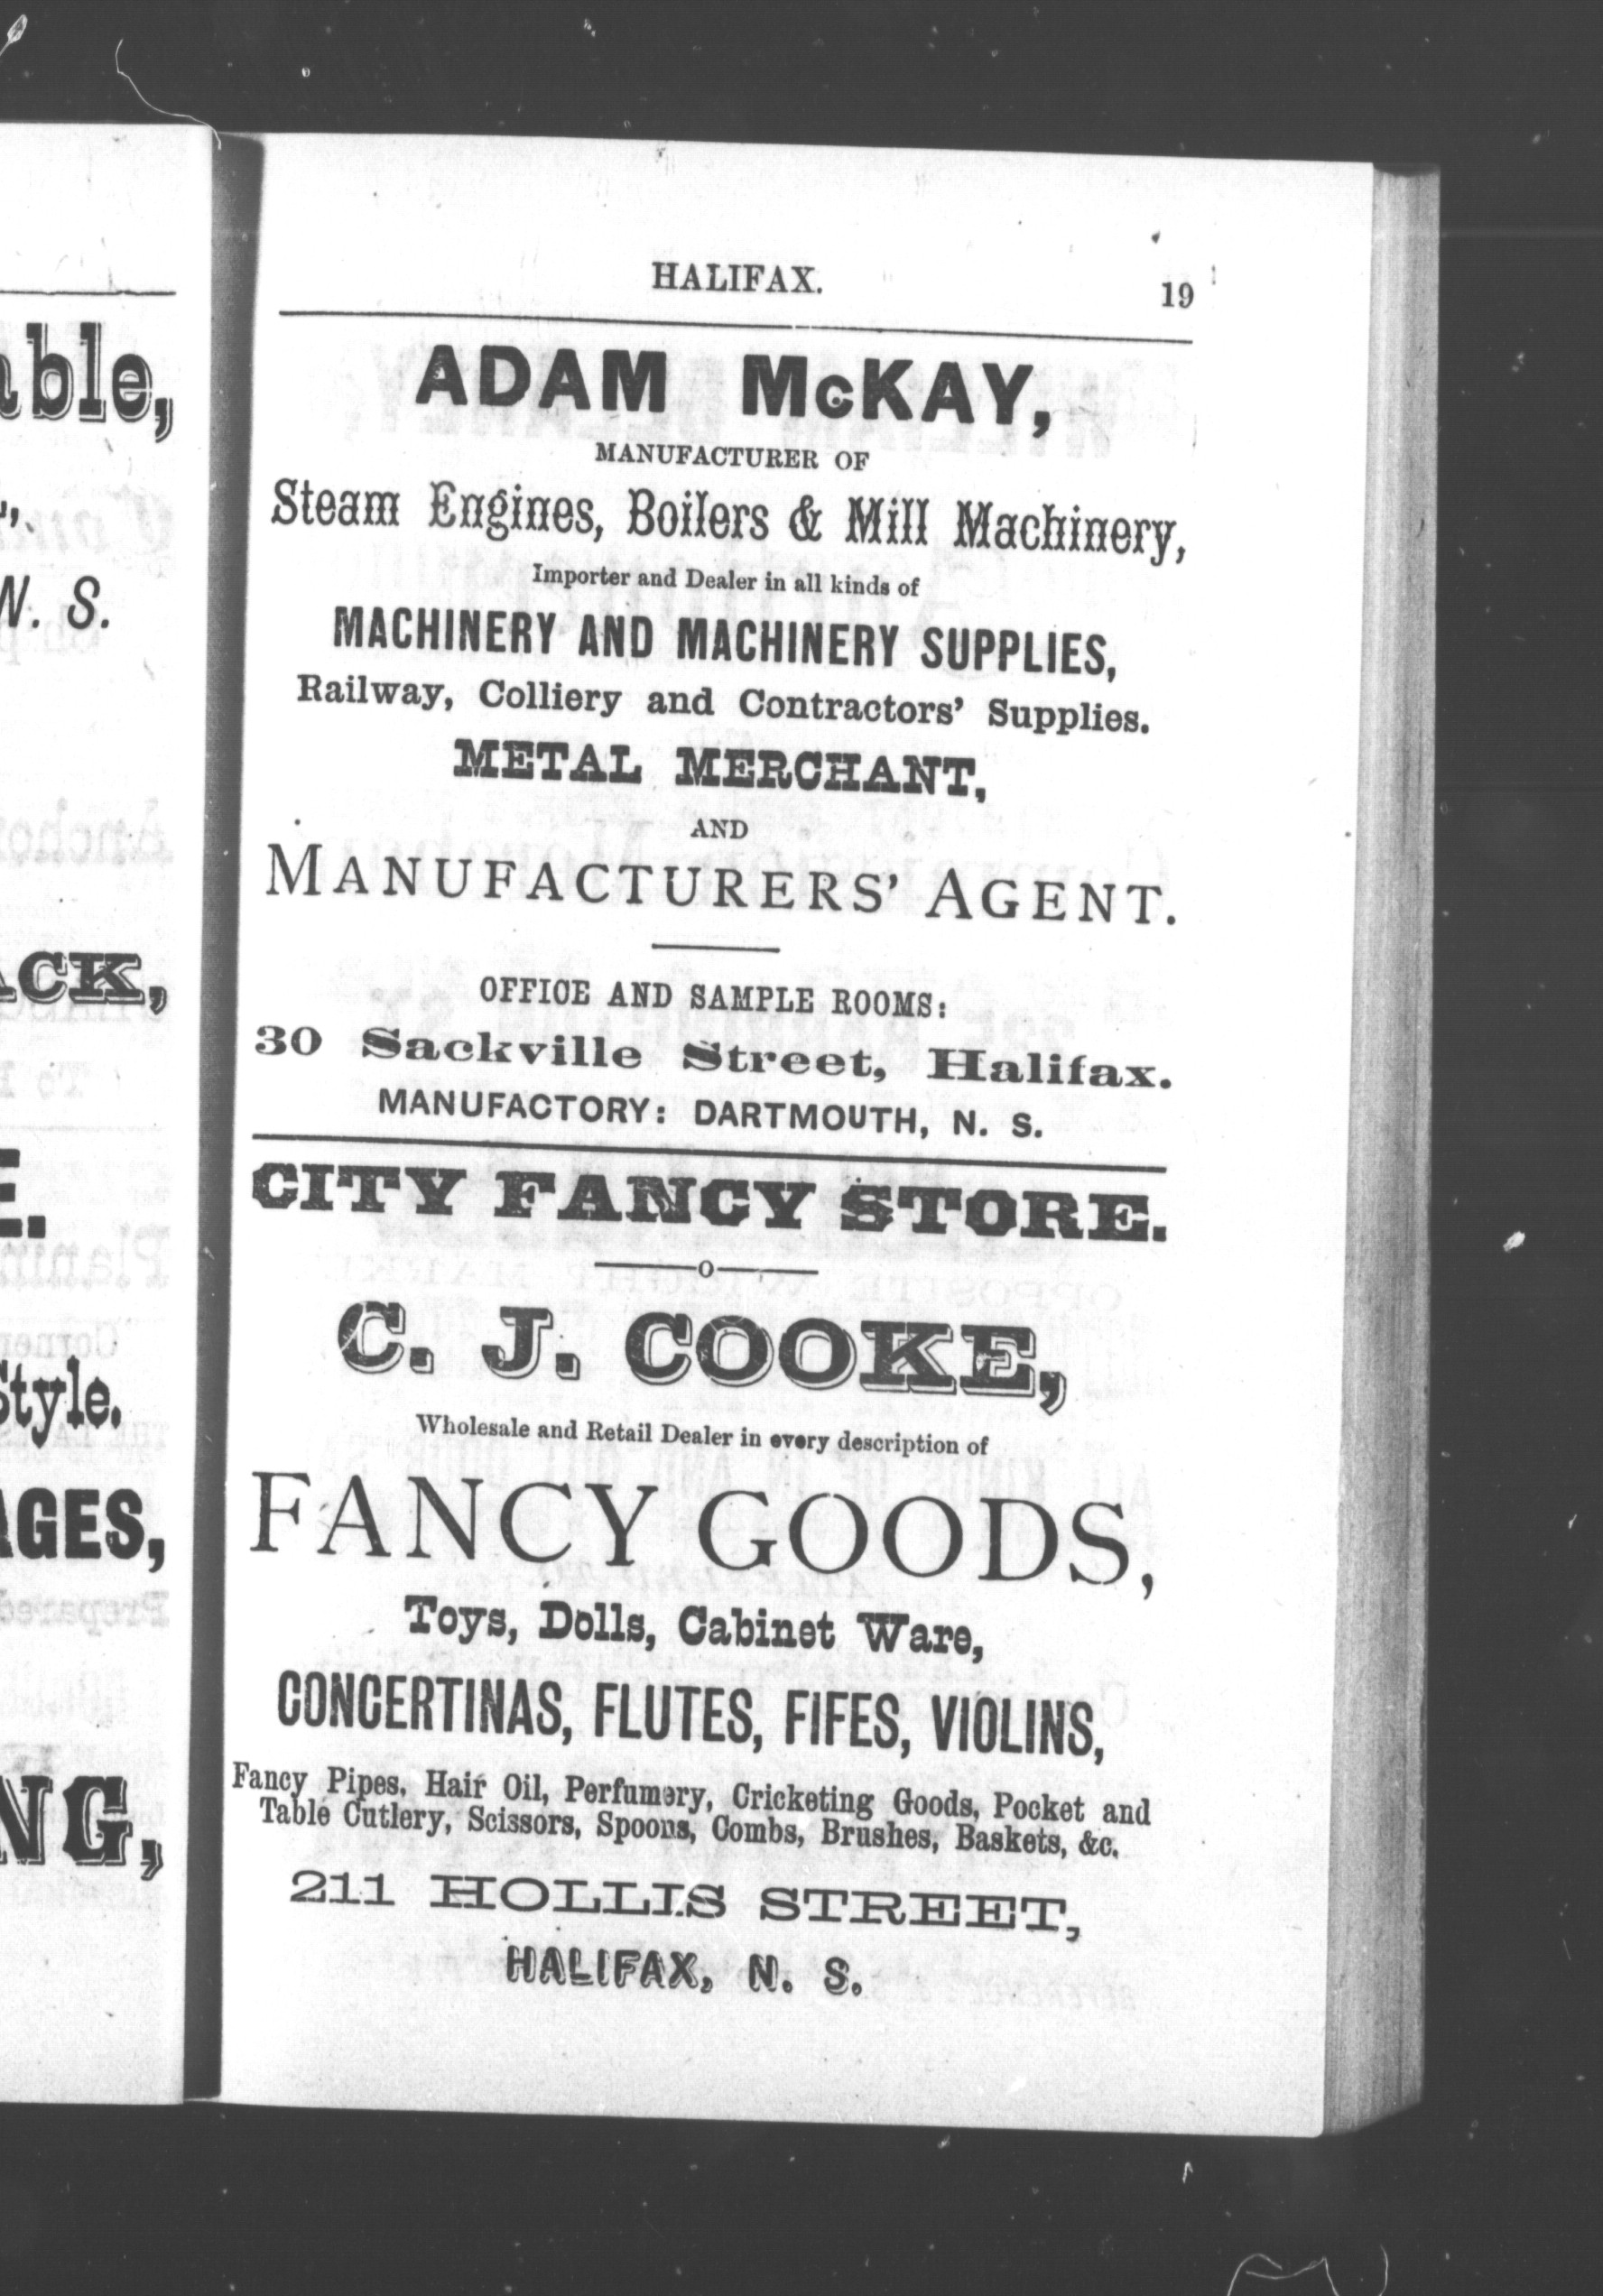 HALIFAX. 19
ADAM McKAY,
MANUFACTURER OF
Steam Engines, Boilers & Mill Machinery,
Importer and Dealer in all kinds of
MACHINERY AND MACHINERY SUPPLIES,
Railway, Colliery and Contractors' Supplies.
METAL MERCHANT,
AND
MANUFACTURERS' AGENT.
OFFICE AND SAMPLE ROOMS:
30 Sackville Street, Halifax.
MANUFACTORY: DARTMOUTH, N. S.
CITY FANCY STORE.
C. J. COOKE,
Wholesale and Retail Dealer in every description of
FANCY GOODS,
Toys, Dolls, Cabinet Ware,
CONCERTINAS, FLUTES, FIFES, VIOLINS,
Fancy Pipes, Hair Oil, Perfumery, Cricketing Goods, Pocket and
Table Cutlery, Scissors, Spoons, Combs, Brushes, Baskets, &c.
211 HOLLIS STREET,
HALIFAX, N. S.
N. S.
Style.